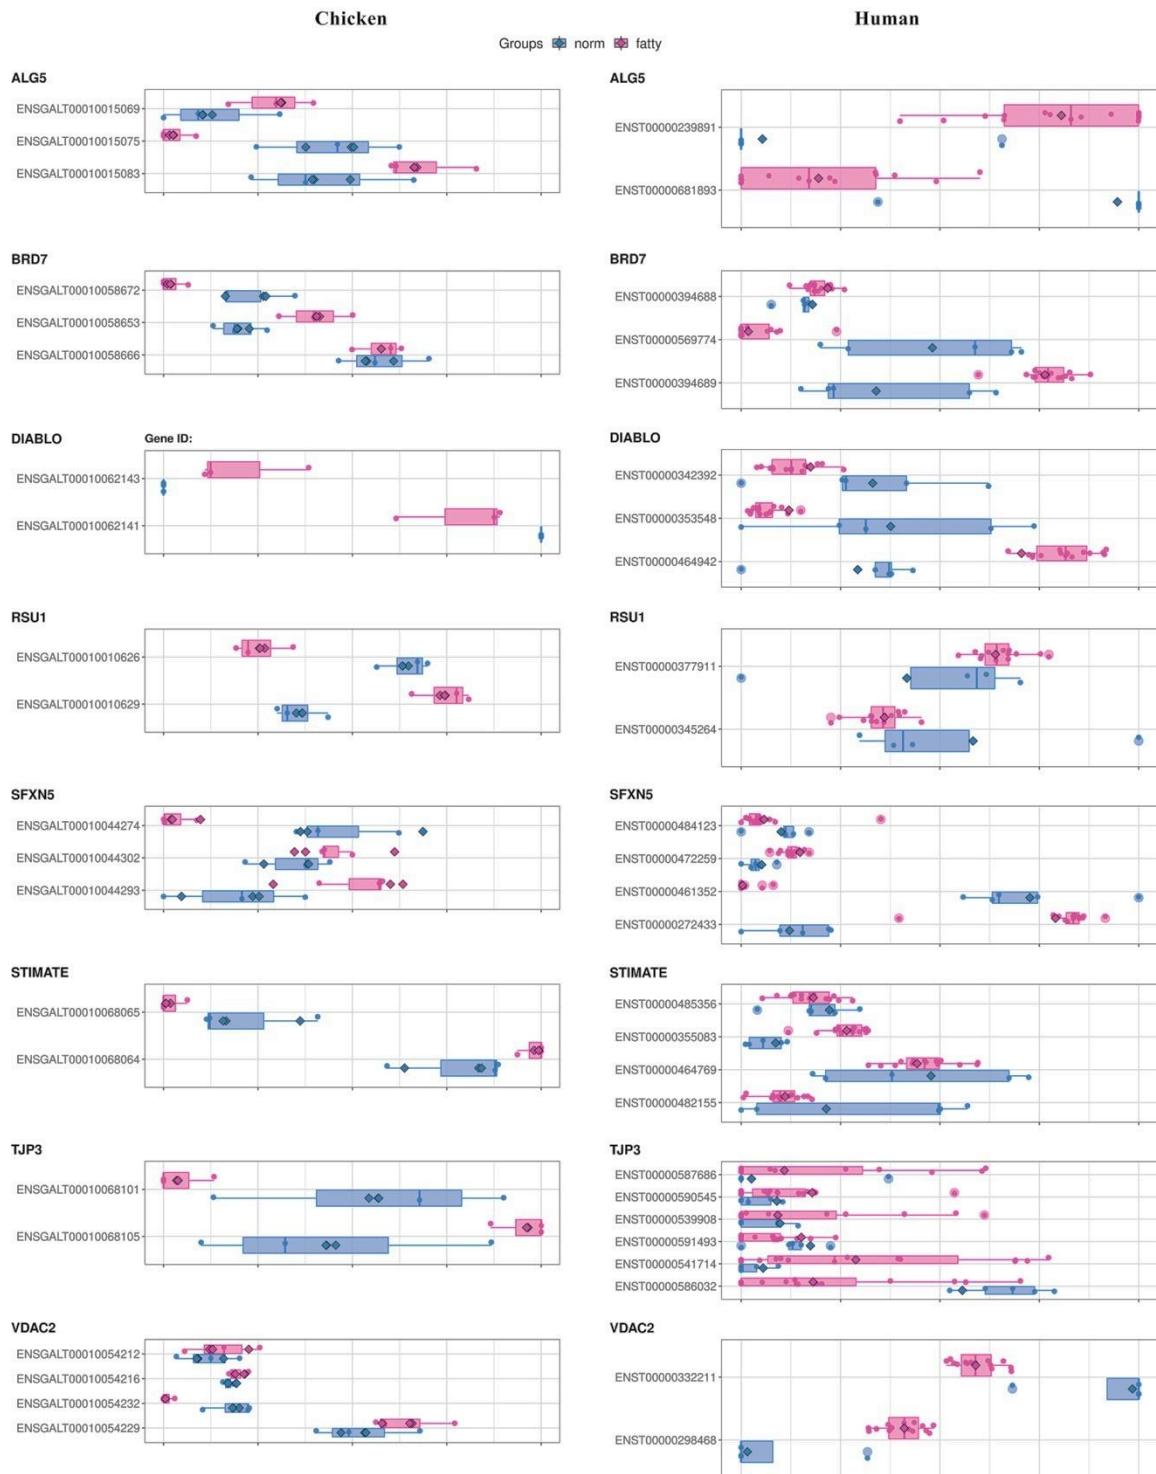 Chicken
Human
Groups norm fatty
ALG5
ENSGALT00010015069
ENSGALT00010015075
ENSGALT00010015083
BRD7
ENSGALT00010058672
ENSGALT00010058653
ENSGALT00010058666
DIABLO
Gene ID:
ENSGALT00010062143
ENSGALT00010062141
RSU1
ENSGALT00010010626
ENSGALT00010010629
SFXN5
ENSGALT00010044274
ENSGALT00010044302
ENSGALT00010044293
STIMATE
ENSGALT00010068065
ENSGALT00010068064
TJP3
ENSGALT00010068101
ENSGALT00010068105
VDAC2
ENSGALT00010054212
ENSGALT00010054216
ENSGALT00010054232
ENSGALT00010054229
ALG5
ENST00000239891
ENST00000681893
BRD7
ENST00000394688
ENST00000569774
ENST00000394689
DIABLO
ENST00000342392
ENST00000353548
ENST00000464942
RSU1
ENST00000377911
ENST00000345264
SFXN5
ENST00000484123
ENST00000472259
ENST00000461352
ENST00000272433
STIMATE
ENST00000485356
ENST00000355083
ENST00000464769
ENST00000482155
TJP3
ENST00000587686
ENST00000590545
ENST00000539908
ENST00000591493
ENST00000541714
ENST00000586032
VDAC2
ENST00000332211
ENST00000298468